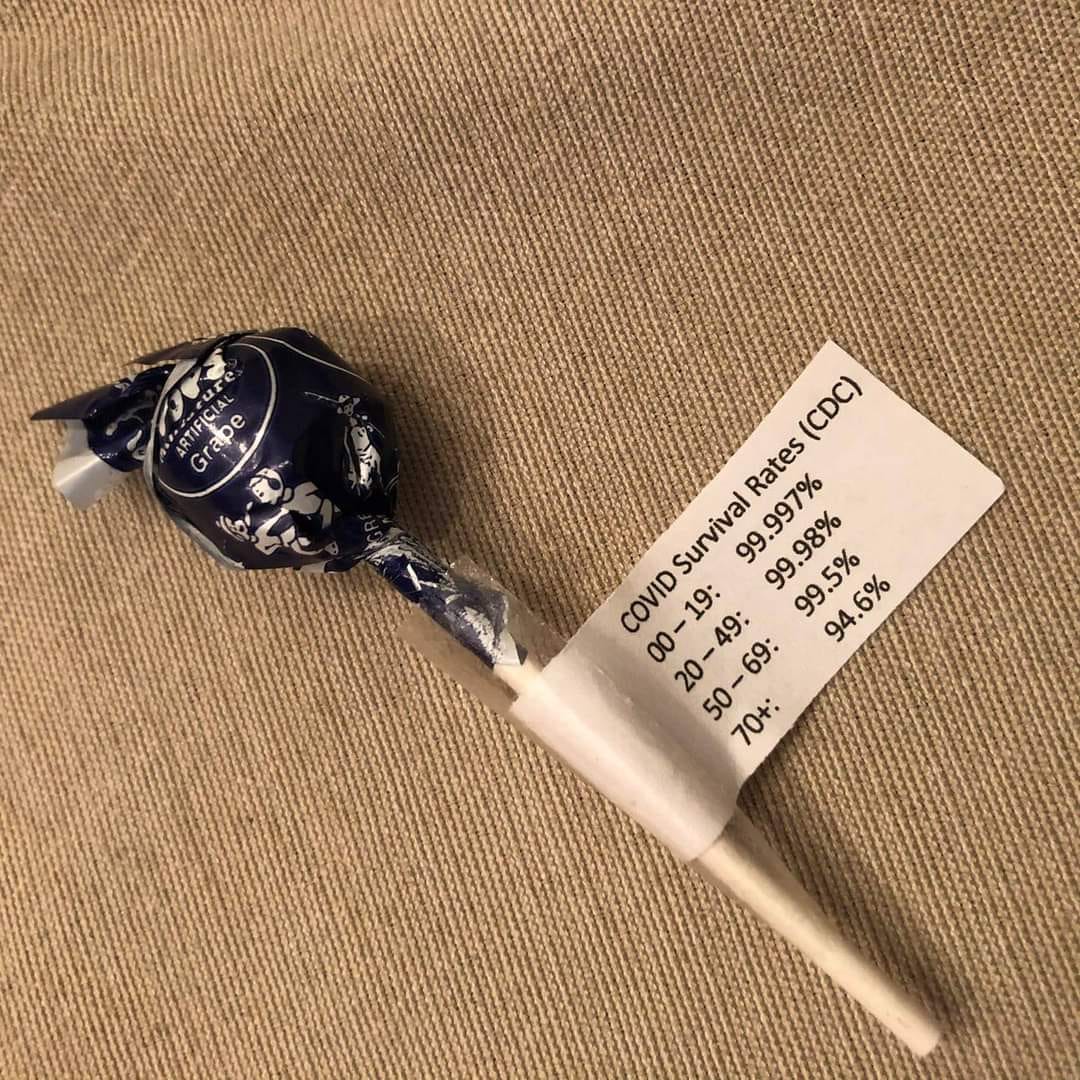 Miniature
ARTIFICIAL
Grape
COVID Survival Rates (CDC)
00 – 19: 99.997%
20 – 49: 99.98%
50 – 69: 99.5%
70+: 94.6%